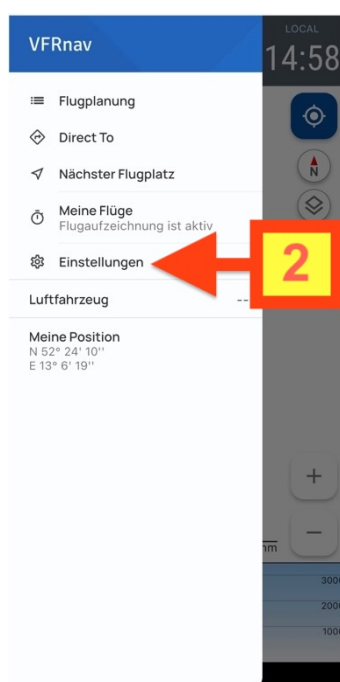 VFRnav
LOCAL
14:58
Flugplanung
Direct To
Nächster Flugplatz
N
Meine Flüge
Flugaufzeichnung ist aktiv
Einstellungen
2
Luftfahrzeug --
Meine Position
N 52° 24' 10''
E 13° 6' 19''
+
−
nm
3000
2000
1000